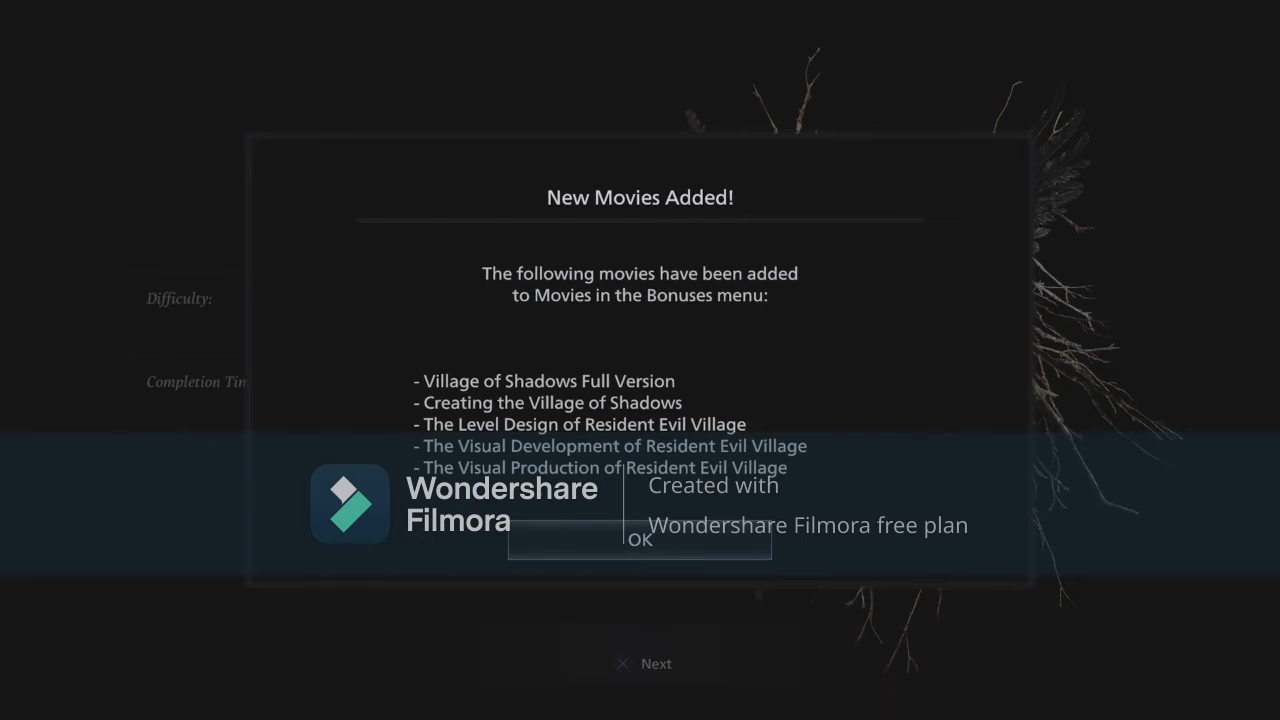 New Movies Added!
The following movies have been added
to Movies in the Bonuses menu:
Difficulty:
- Village of Shadows Full Version
Completion
- Creating the Village of Shadows
- The Level Design of Resident Evil Village
- The Visual Development of Resident Evil Village
- The Visual Production of Resident Evil Village
Wondershare
Filmora
Created with
Wondershare Filmora free plan
OK
Next